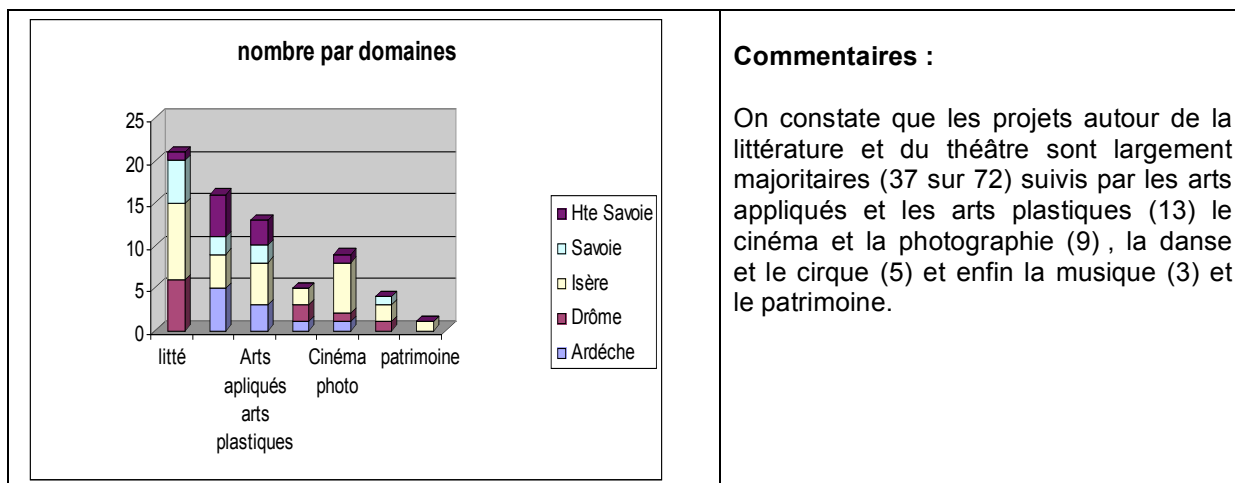 nombre par domaines
25
20
15
10
5
0
litté
Arts
apliqués
arts
plastiques
Cinéma
photo
patrimoine
Hte Savoie
Savoie
Isère
Drôme
Ardéche
Commentaires :
On constate que les projets autour de la
littérature et du théâtre sont largement
majoritaires (37 sur 72) suivis par les arts
appliqués et les arts plastiques (13) le
cinéma et la photographie (9) , la danse
et le cirque (5) et enfin la musique (3) et
le patrimoine.